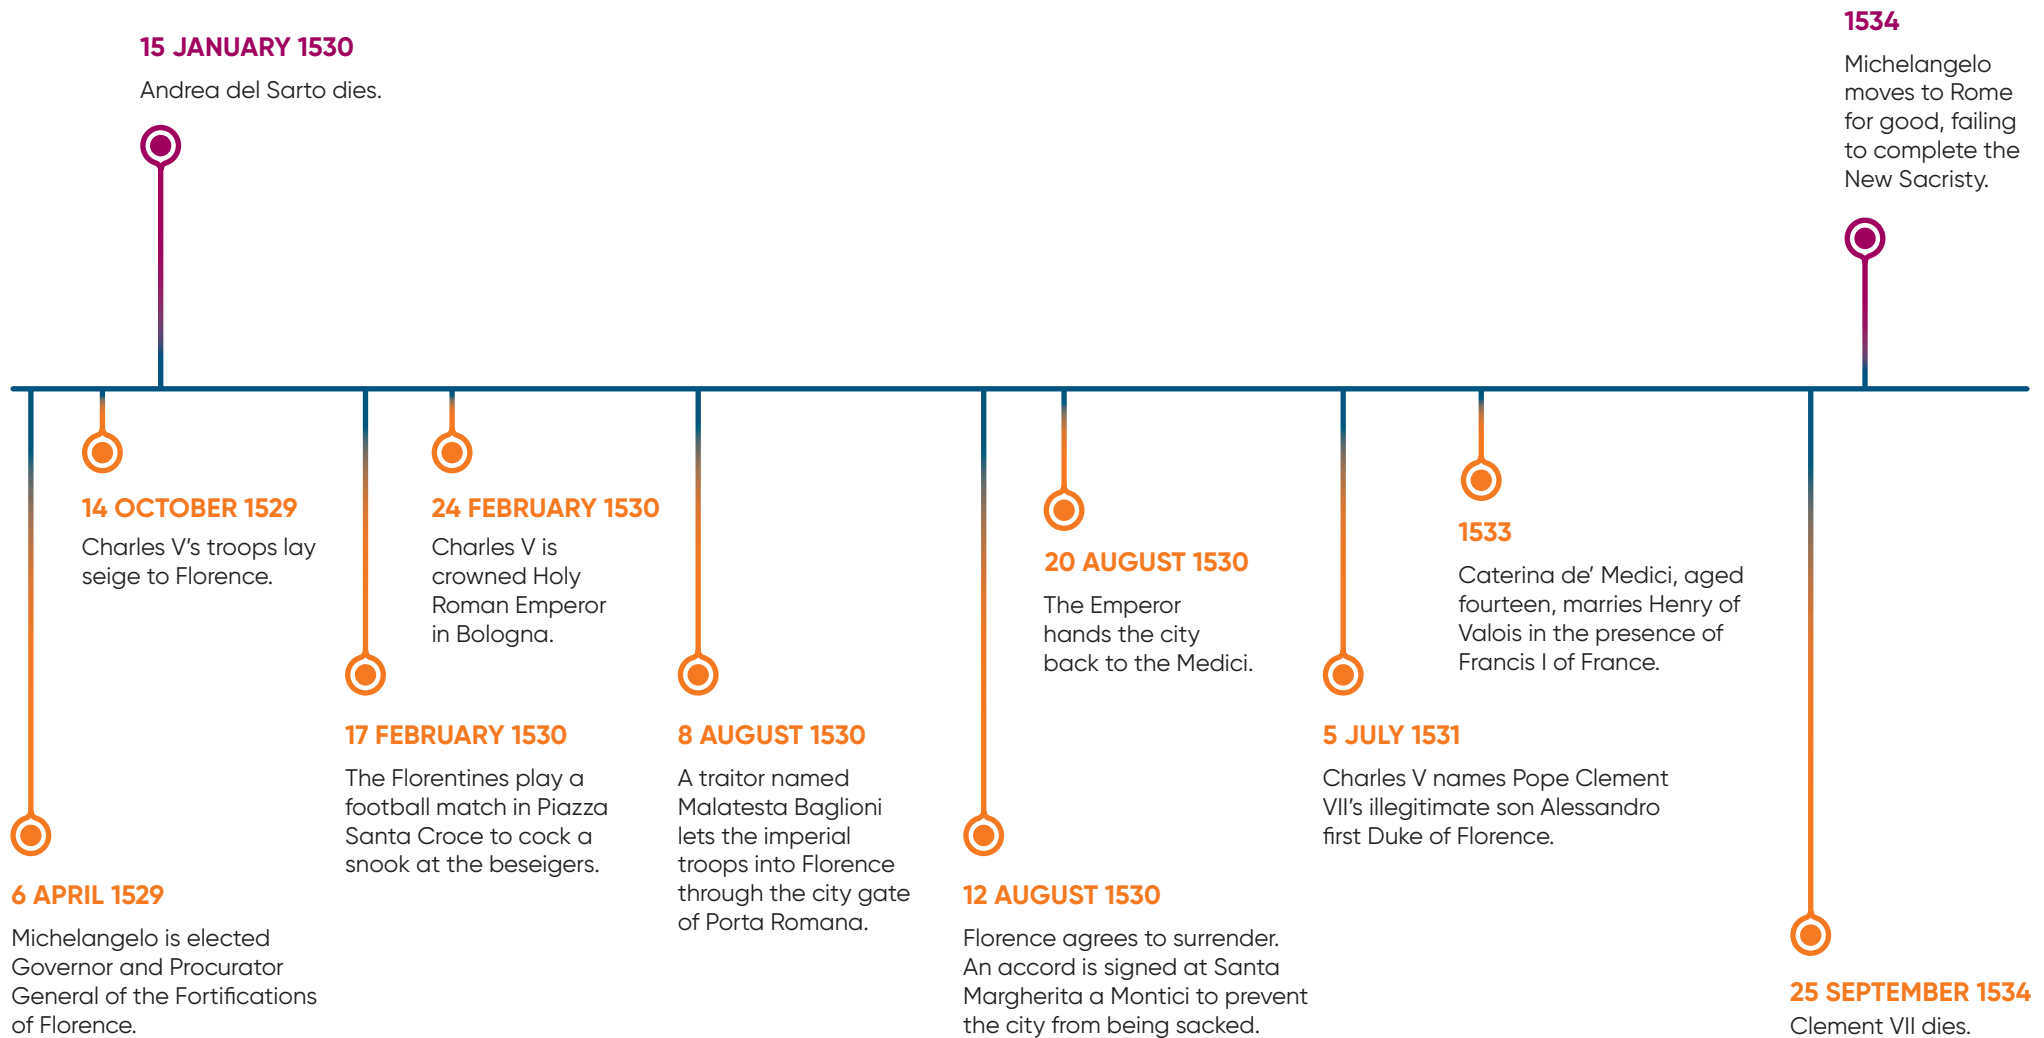 15 JANUARY 1530
Andrea del Sarto dies.
1534
Michelangelo
moves to Rome
for good, failing
to complete the
New Sacristy.
6 APRIL 1529
Michelangelo is elected
Governor and Procurator
General of the Fortifications
of Florence.
14 OCTOBER 1529
Charles V’s troops lay
seige to Florence.
17 FEBRUARY 1530
The Florentines play a
football match in Piazza
Santa Croce to cock a
snook at the beseigers.
24 FEBRUARY 1530
Charles V is
crowned Holy
Roman Emperor
in Bologna.
8 AUGUST 1530
A traitor named
Malatesta Baglioni
lets the imperial
troops into Florence
through the city gate
of Porta Romana.
12 AUGUST 1530
Florence agrees to surrender.
An accord is signed at Santa
Margherita a Montici to prevent
the city from being sacked.
20 AUGUST 1530
The Emperor
hands the city
back to the Medici.
5 JULY 1531
Charles V names Pope Clement
VII’s illegitimate son Alessandro
first Duke of Florence.
1533
Caterina de’ Medici, aged
fourteen, marries Henry of
Valois in the presence of
Francis I of France.
25 SEPTEMBER 1534
Clement VII dies.